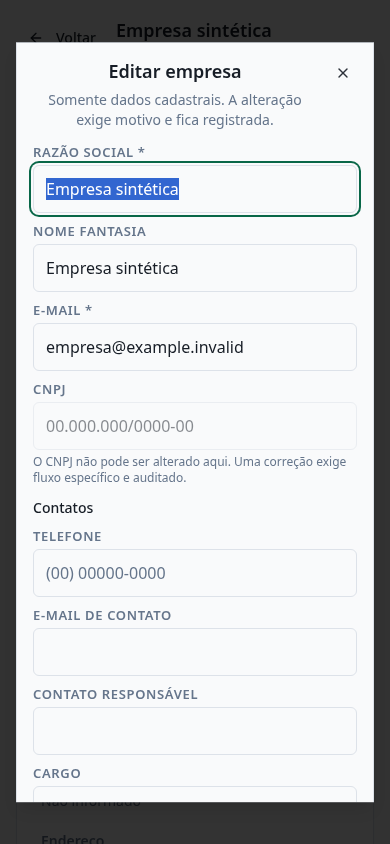 Voltar
Empresa sintética
Editar empresa
×
Somente dados cadastrais. A alteração
exige motivo e fica registrada.
RAZÃO SOCIAL *
Empresa sintética
NOME FANTASIA
Empresa sintética
E-MAIL *
empresa@example.invalid
CNPJ
00.000.000/0000-00
O CNPJ não pode ser alterado aqui. Uma correção exige
fluxo específico e auditado.
Contatos
TELEFONE
(00) 00000-0000
E-MAIL DE CONTATO
CONTATO RESPONSÁVEL
CARGO
Não informado
Endereço